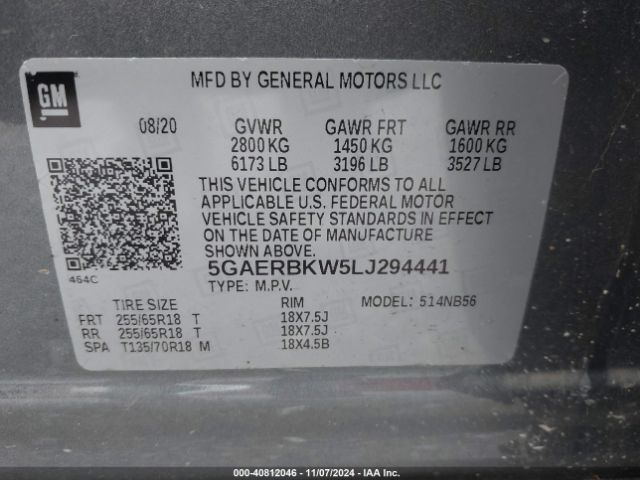 GM
MFD BY GENERAL MOTORS LLC
08/20 GVWR GAWR FRT GAWR RR
2800 KG 1450 KG 1600 KG
6173 LB 3196 LB 3527 LB
THIS VEHICLE CONFORMS TO ALL
APPLICABLE U.S. FEDERAL MOTOR
VEHICLE SAFETY STANDARDS IN EFFECT
ON THE DATE OF MANUFACTURE
SHOWN ABOVE.
464C
5GAERBKW5LJ294441
TYPE: M.P.V.
TIRE SIZE RIM MODEL: 514NB56
FRT 255/65R18 T 18X7.5J
RR 255/65R18 T 18X7.5J
SPA T135/70R18 M 18X4.5B
000-40812046 - 11/07/2024 - IAA Inc.